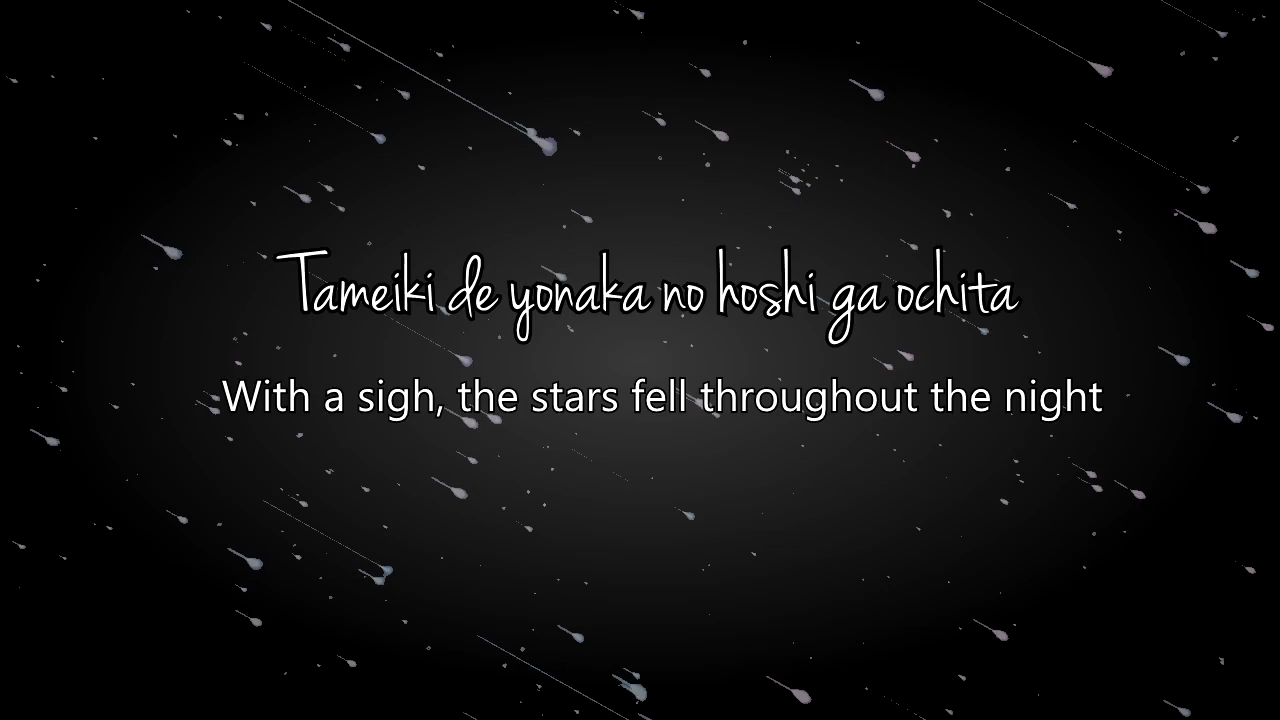 Tameiki de yonaka no hoshi ga ochita
With a sigh, the stars fell throughout the night